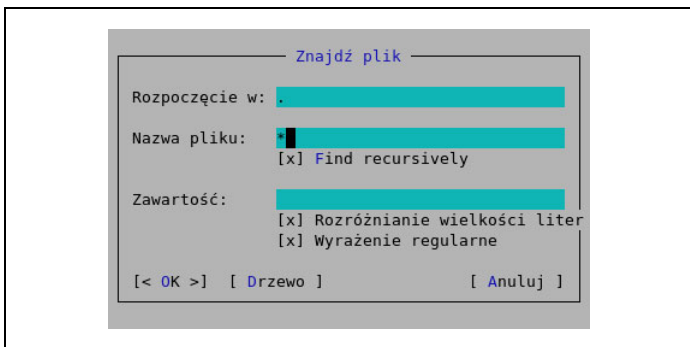 Znajdź plik
Rozpoczęcie w: .
Nazwa pliku: *
[x] Find recursively
Zawartość:
[x] Rozróżnianie wielkości liter
[x] Wyrażenie regularne
[< OK >] [ Drzewo ] [ Anuluj ]